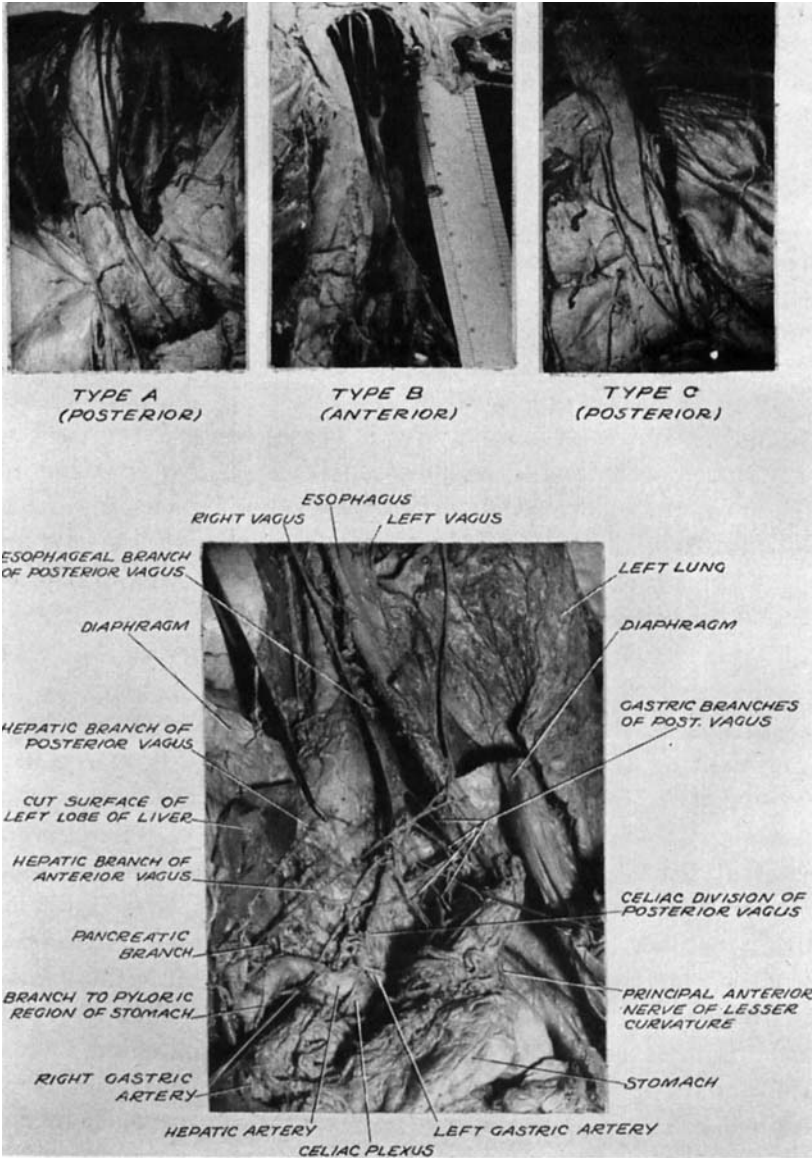 TYPE A
(POSTERIOR)
TYPE B
(ANTERIOR)
TYPE C
(POSTERIOR)
ESOPHAGUS
RIGHT VAGUS
LEFT VAGUS
ESOPHAGEAL BRANCH
OF POSTERIOR VAGUS
LEFT LUNG
DIAPHRAGM
DIAPHRAGM
HEPATIC BRANCH OF
POSTERIOR VAGUS
GASTRIC BRANCHES
OF POST. VAGUS
CUT SURFACE OF
LEFT LOBE OF LIVER
HEPATIC BRANCH OF
ANTERIOR VAGUS
CELIAC DIVISION OF
POSTERIOR VAGUS
PANCREATIC
BRANCH
BRANCH TO PYLORIC
REGION OF STOMACH
PRINCIPAL ANTERIOR
NERVE OF LESSER
CURVATURE
RIGHT GASTRIC
ARTERY
STOMACH
HEPATIC ARTERY
LEFT GASTRIC ARTERY
CELIAC PLEXUS